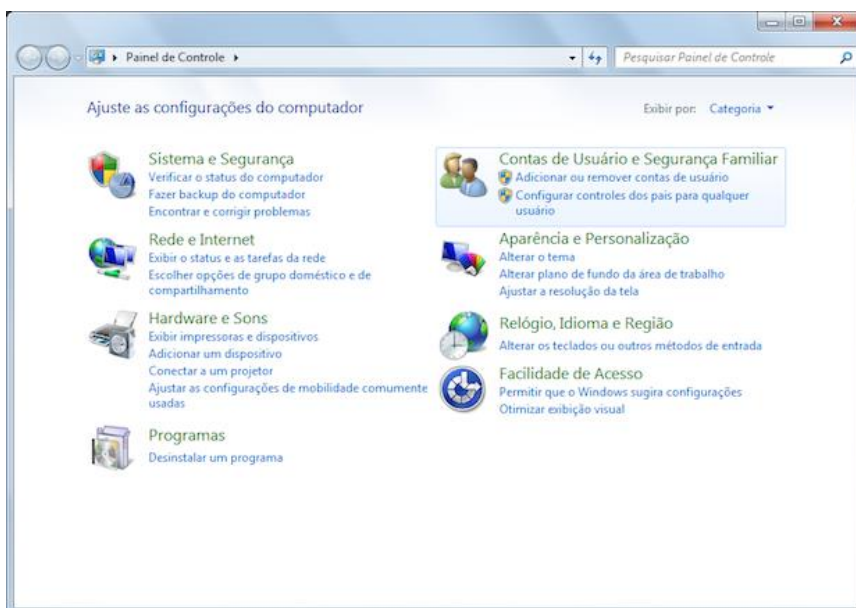 Painel de Controle
Pesquisar Painel de Controle
Ajuste as configurações do computador
Exibir por: Categoria
Sistema e Segurança
Verificar o status do computador
Fazer backup do computador
Encontrar e corrigir problemas
Rede e Internet
Exibir o status e as tarefas da rede
Escolher opções de grupo doméstico e de
compartilhamento
Hardware e Sons
Exibir impressoras e dispositivos
Adicionar um dispositivo
Conectar a um projetor
Ajustar as configurações de mobilidade comumente
usadas
Programas
Desinstalar um programa
Contas de Usuário e Segurança Familiar
Adicionar ou remover contas de usuário
Configurar controles dos pais para qualquer
usuário
Aparência e Personalização
Alterar o tema
Alterar plano de fundo da área de trabalho
Ajustar a resolução da tela
Relógio, Idioma e Região
Alterar os teclados ou outros métodos de entrada
Facilidade de Acesso
Permitir que o Windows sugira configurações
Otimizar exibição visual